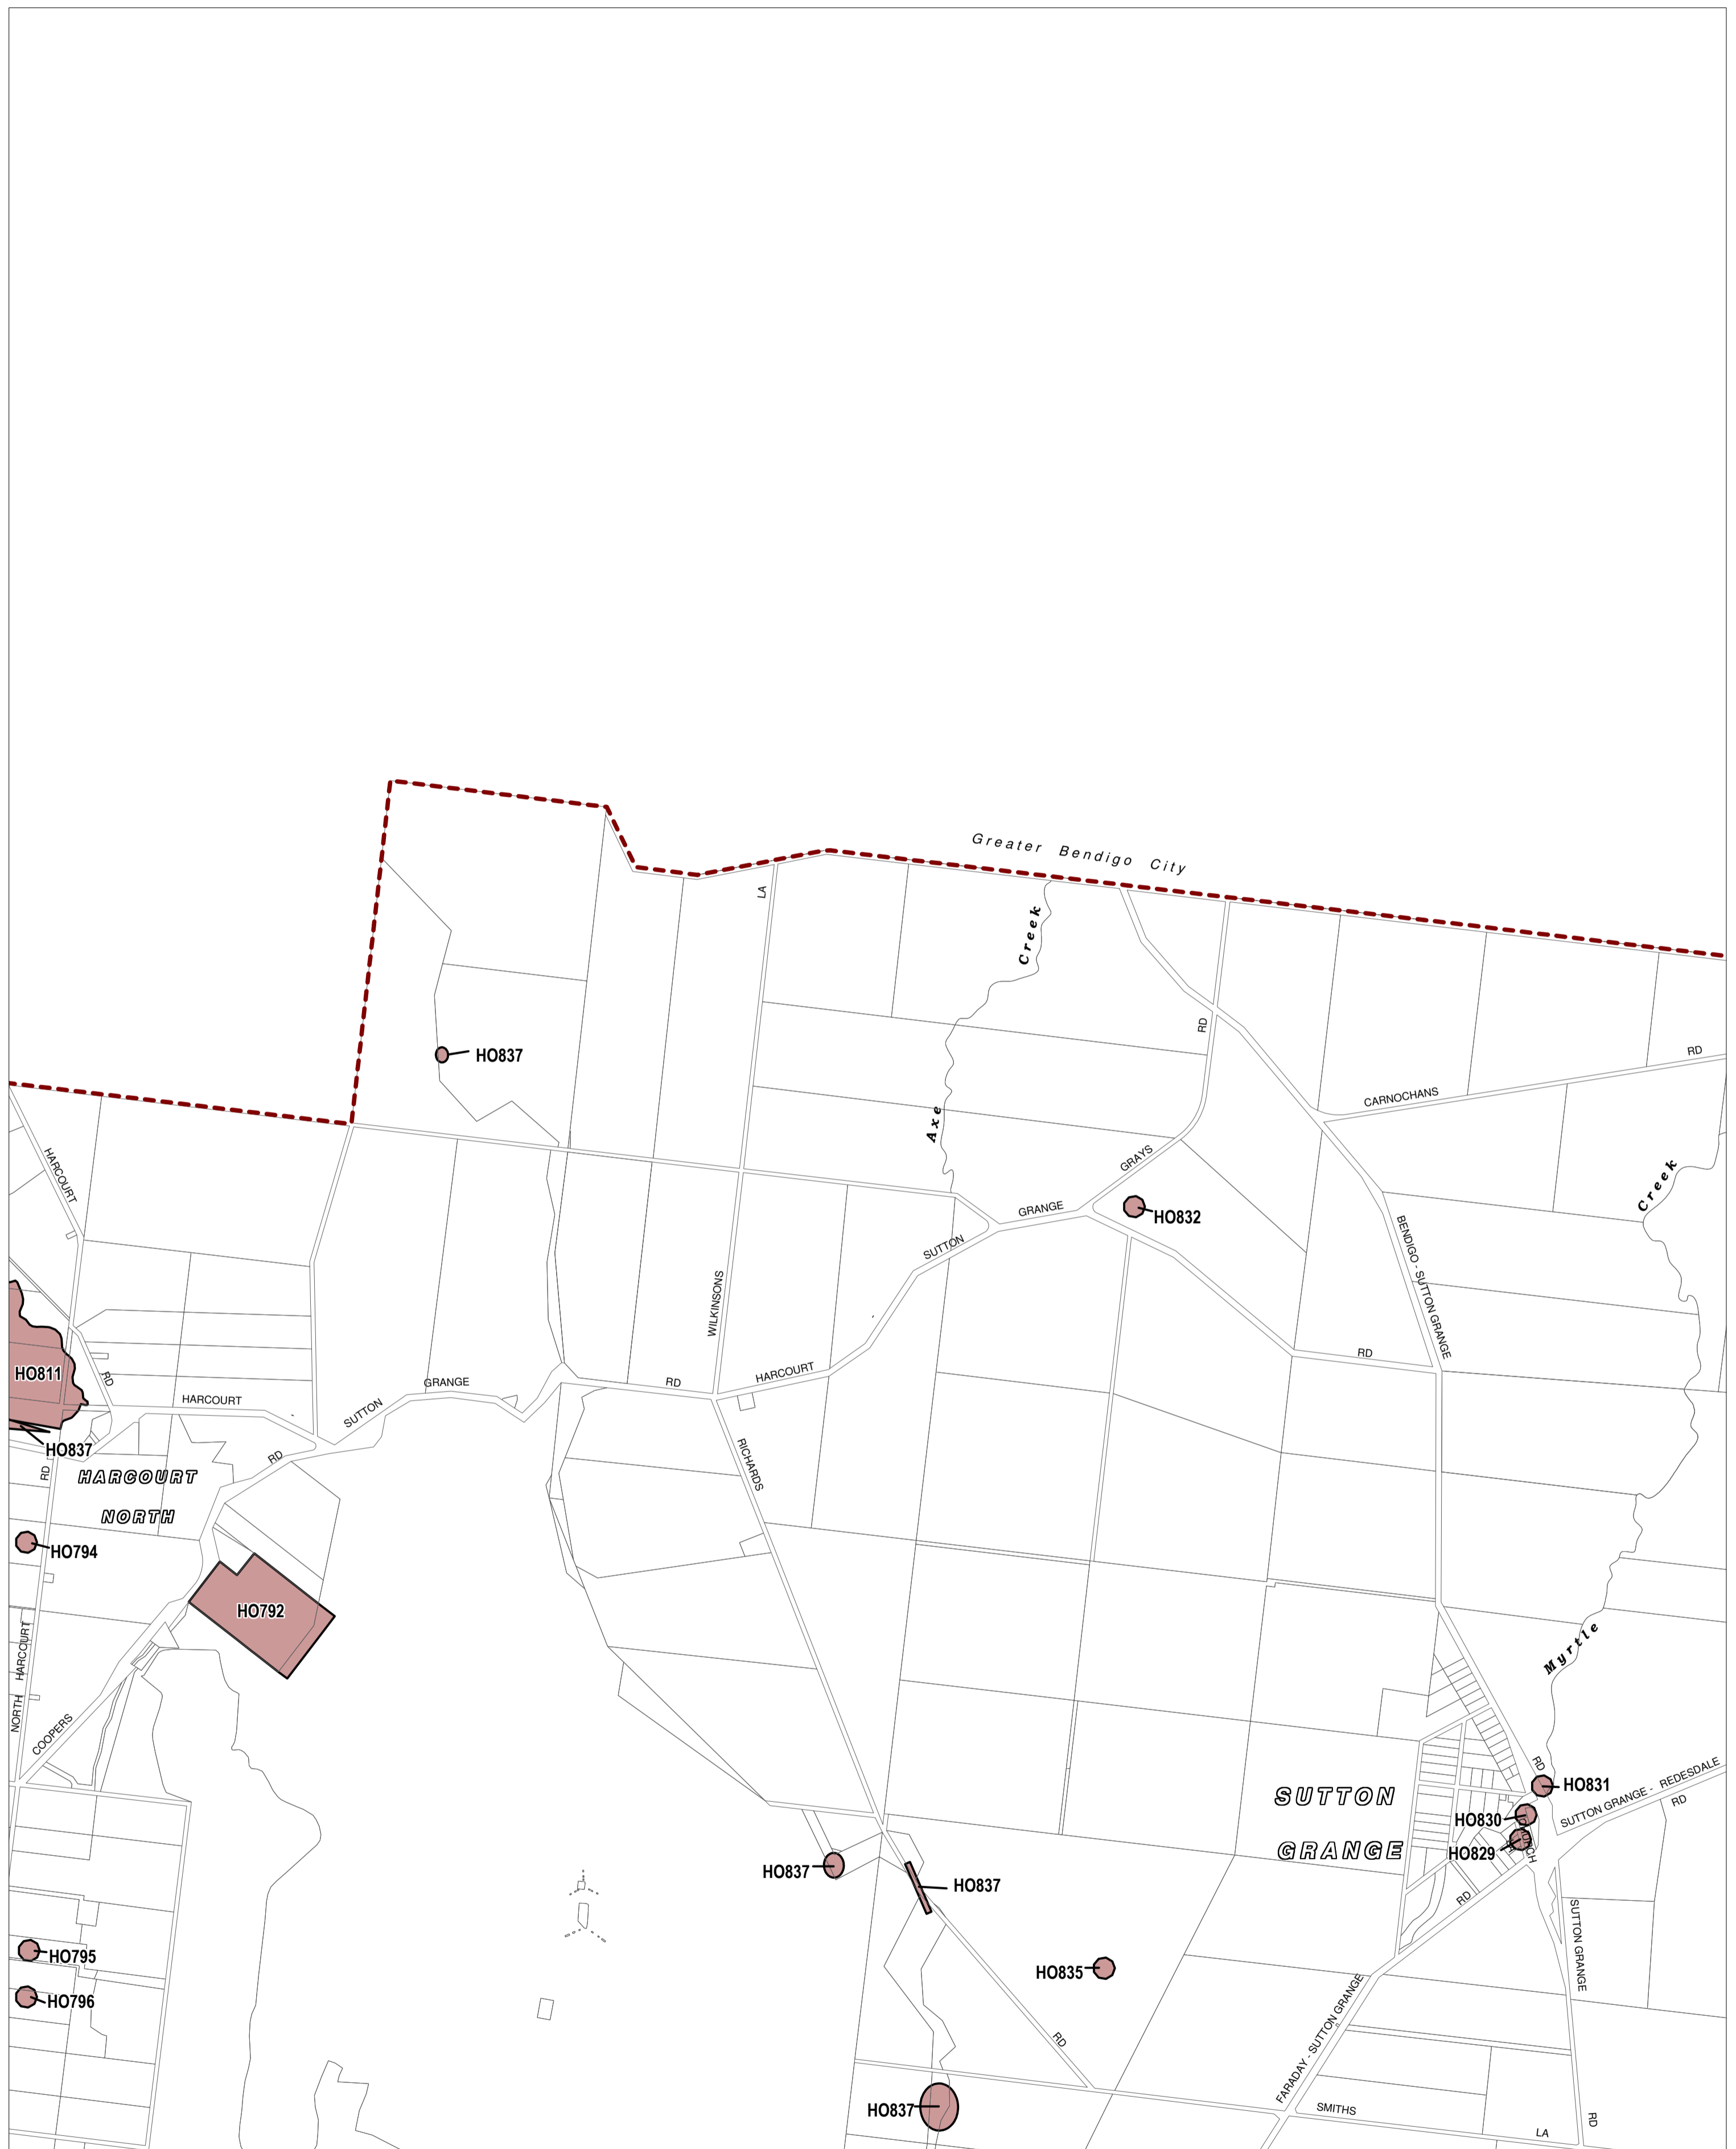 Greater Bendigo City
LA
Creek
RD
HO837
RD
CARNOCHANS
Axe
HARCOURT
GRAYS
Creek
GRANGE
HO832
SUTTON
BENDIGO - SUTTON GRANGE
WILKINSONS
RD
HO811
RD
GRANGE
RD
HARCOURT
HARCOURT
SUTTON
HO837
RD
RD
RICHARDS
HARCOURT
NORTH
HO794
HO792
NORTH HARCOURT
Myrtle
COOPERS
RD
HO831
SUTTON GRANGE - REDESDALE
RD
SUTTON
GRANGE
HO830
HO829
HO837
HO837
RD
SUTTON GRANGE
HO795
HO835
HO796
FARADAY - SUTTON GRANGE
RD
HO837
SMITHS
LA
RD